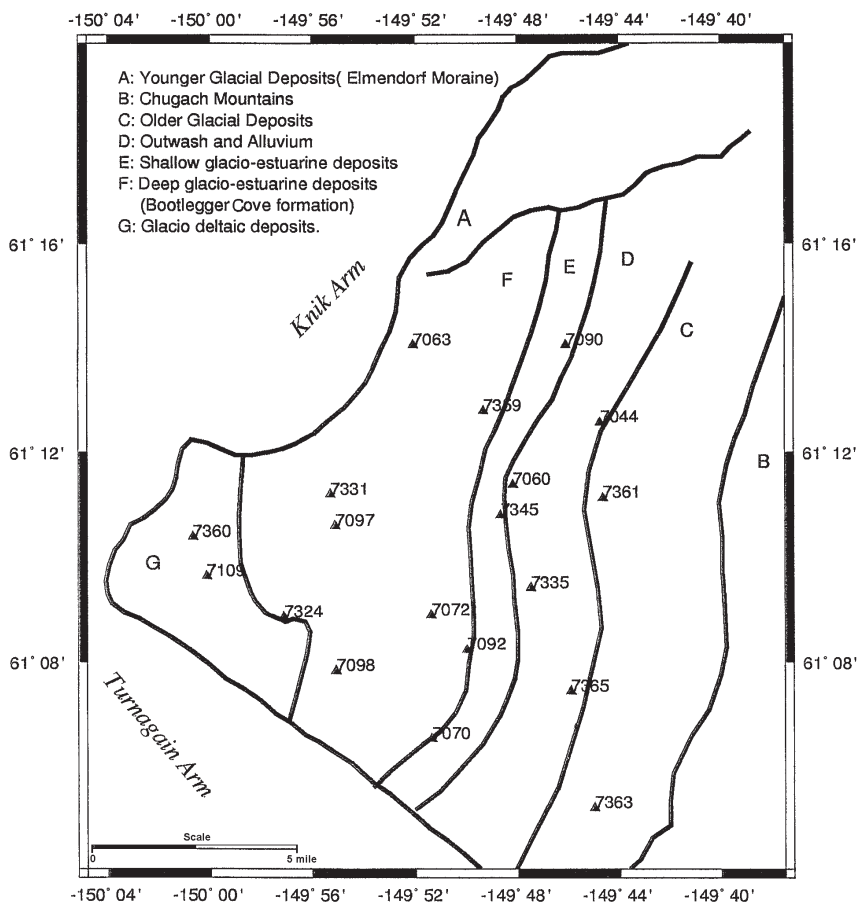 -150° 04' -150° 00' -149° 56' -149° 52' -149° 48' -149° 44' -149° 40'
A: Younger Glacial Deposits( Elmendorf Moraine)
B: Chugach Mountains
C: Older Glacial Deposits
D: Outwash and Alluvium
E: Shallow glacio-estuarine deposits
F: Deep glacio-estuarine deposits
(Bootlegger Cove formation)
G: Glacio deltaic deposits.
A
61° 16' 61° 16'
D
E
F
Knik Arm
C
7063 7090
7359
7044
61° 12' 61° 12'
B
7060
7331 7361
7345
7097
7360
G
7109
7335
7324 7072
7092
61° 08' 61° 08'
7098
7365
Turnagain Arm
7070
7363
Scale
0 5 mile
-150° 04' -150° 00' -149° 56' -149° 52' -149° 48' -149° 44' -149° 40'